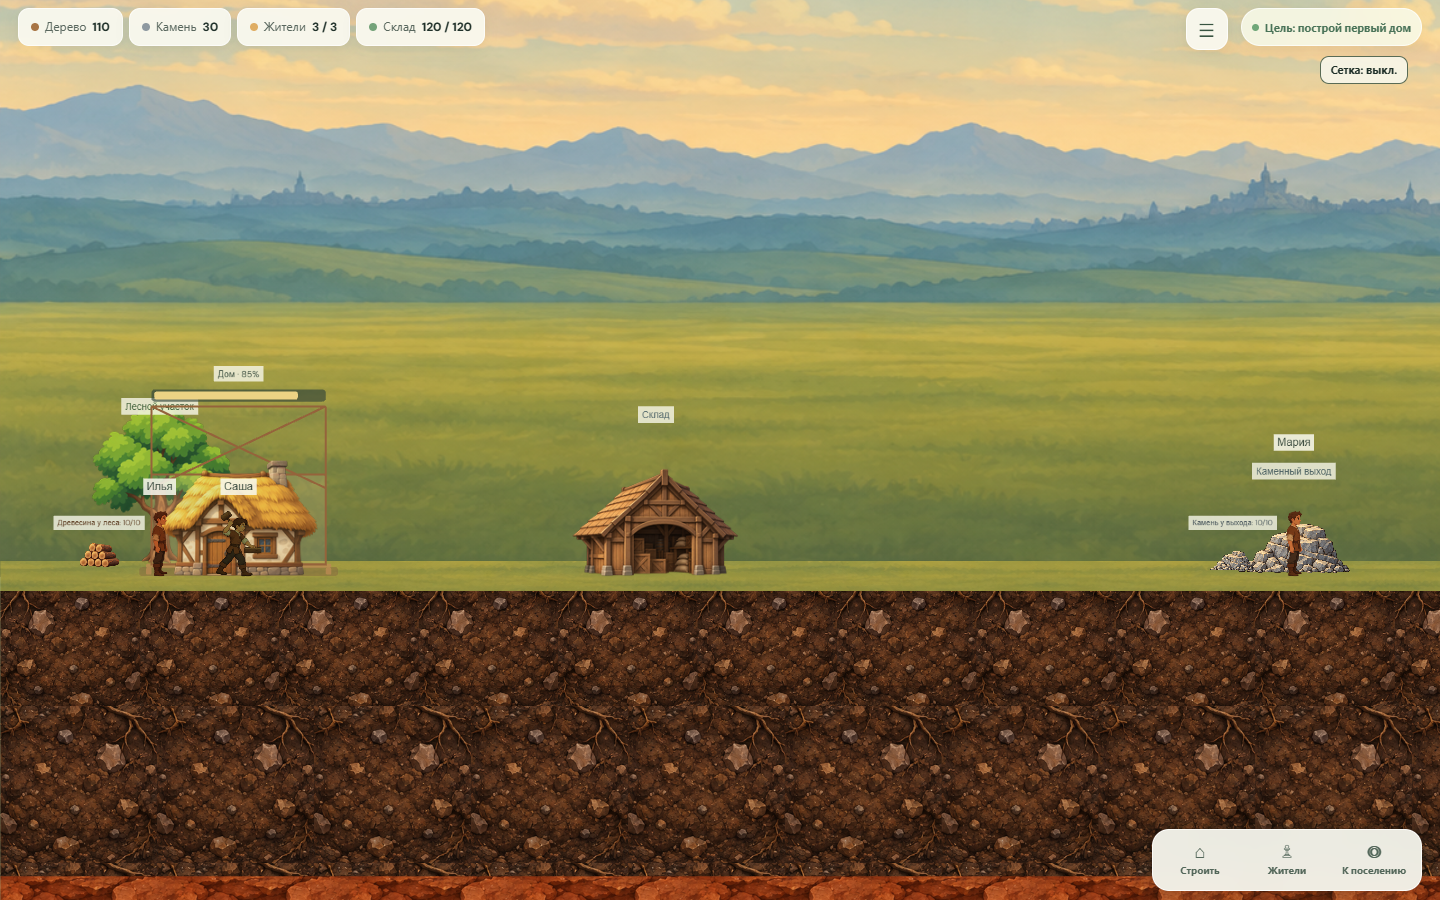 Дерево 110
Камень 30
Жители 3 / 3
Склад 120 / 120
Цель: построй первый дом
Сетка: выкл.
Дом · 85%
Лесной участок
Склад
Мария
Каменный выход
Илья
Саша
Древесина у леса: 10/10
Камень у выхода: 10/10
Строить
Жители
К поселению